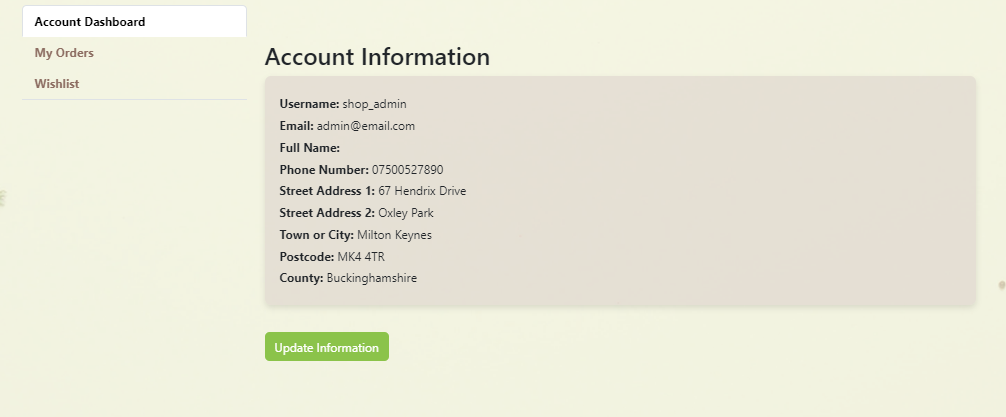 Account Dashboard
My Orders
Wishlist
Account Information
Username: shop_admin
Email: admin@email.com
Full Name:
Phone Number: 07500527890
Street Address 1: 67 Hendrix Drive
Street Address 2: Oxley Park
Town or City: Milton Keynes
Postcode: MK4 4TR
County: Buckinghamshire
Update Information